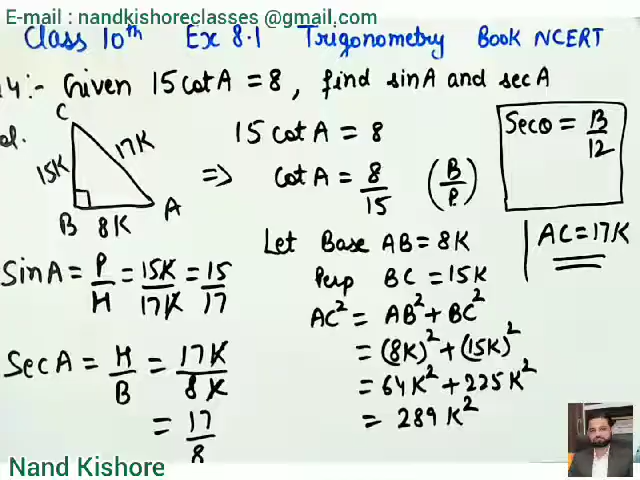 E-mail : nandkishoreclasses @gmail.com
Class 10th Ex 8.1 Trigonometry Book NCERT
4:- Given 15 cot A = 8, find sin A and sec A
15 cot A = 8
=> cot A = 8/15 (B/P)
C
15K 17K
B 8K A
Secθ = 13/12
Let Base AB = 8K
Perp BC = 15K
AC² = AB² + BC²
= (8K)² + (15K)²
= 64K² + 225K²
= 289K²
AC = 17K
Sin A = P/H = 15K/17K = 15/17
Sec A = H/B = 17K/8K
= 17/8
Nand Kishore